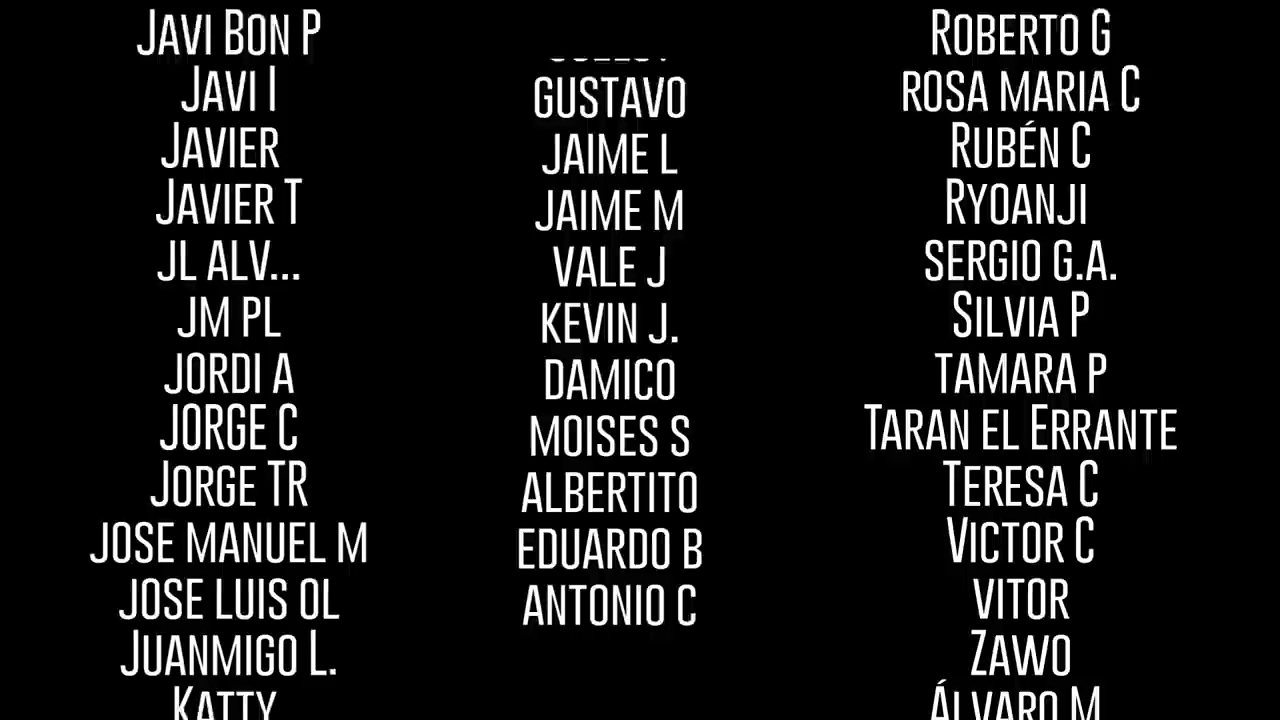 Javi Bon P
Javi I
Javier
Javier T
JL ALV...
JM PL
JORDI A
JORGE C
Jorge TR
JOSE MANUEL M
JOSE LUIS OL
Juanmigo L.
Katty
GUSTAVO
JAIME L
JAIME M
VALE J
KEVIN J.
DAMICO
MOISES S
ALBERTITO
EDUARDO B
ANTONIO C
Roberto G
rosa maria C
Rubén C
Ryoanji
SERGIO G.A.
Silvia P
TAMARA P
Taran el Errante
Teresa C
Victor C
VITOR
Zawo
Álvaro M